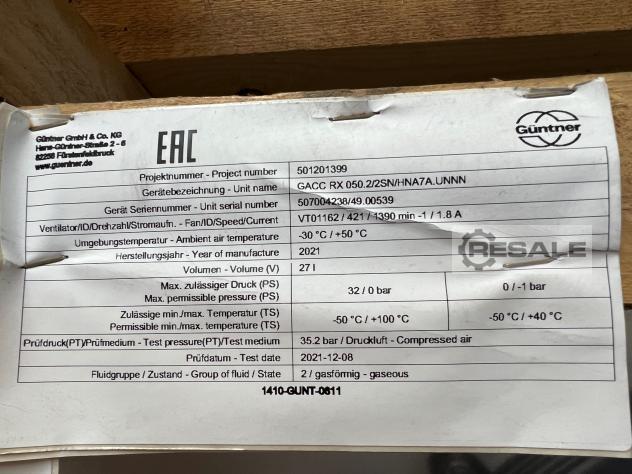 Güntner GmbH & Co. KG
Hans-Güntner-Straße 2 - 6
82256 Fürstenfeldbruck
www.guentner.de
EAC
Güntner
Projektnummer - Project number 501201399
Gerätebezeichnung - Unit name GACC RX 050.2/2SN/HNA7A.UNNN
Gerät Seriennummer - Unit serial number 507004238/49.00539
Ventilator/ID/Drehzahl/Stromaufn. - Fan/ID/Speed/Current VT01162 / 421 / 1390 min -1 / 1.8 A
Umgebungstemperatur - Ambient air temperature -30 °C / +50 °C
Herstellungsjahr - Year of manufacture 2021
RESALE
Volumen - Volume (V) 27 l
Max. zulässiger Druck (PS) 32 / 0 bar 0 / -1 bar
Max. permissible pressure (PS)
Zulässige min./max. Temperatur (TS) -50 °C / +100 °C -50 °C / +40 °C
Permissible min./max. temperature (TS)
Prüfdruck(PT)/Prüfmedium - Test pressure(PT)/Test medium 35.2 bar / Druckluft - Compressed air
Prüfdatum - Test date 2021-12-08
Fluidgruppe / Zustand - Group of fluid / State 2 / gasförmig - gaseous
1410-GUNT-0611